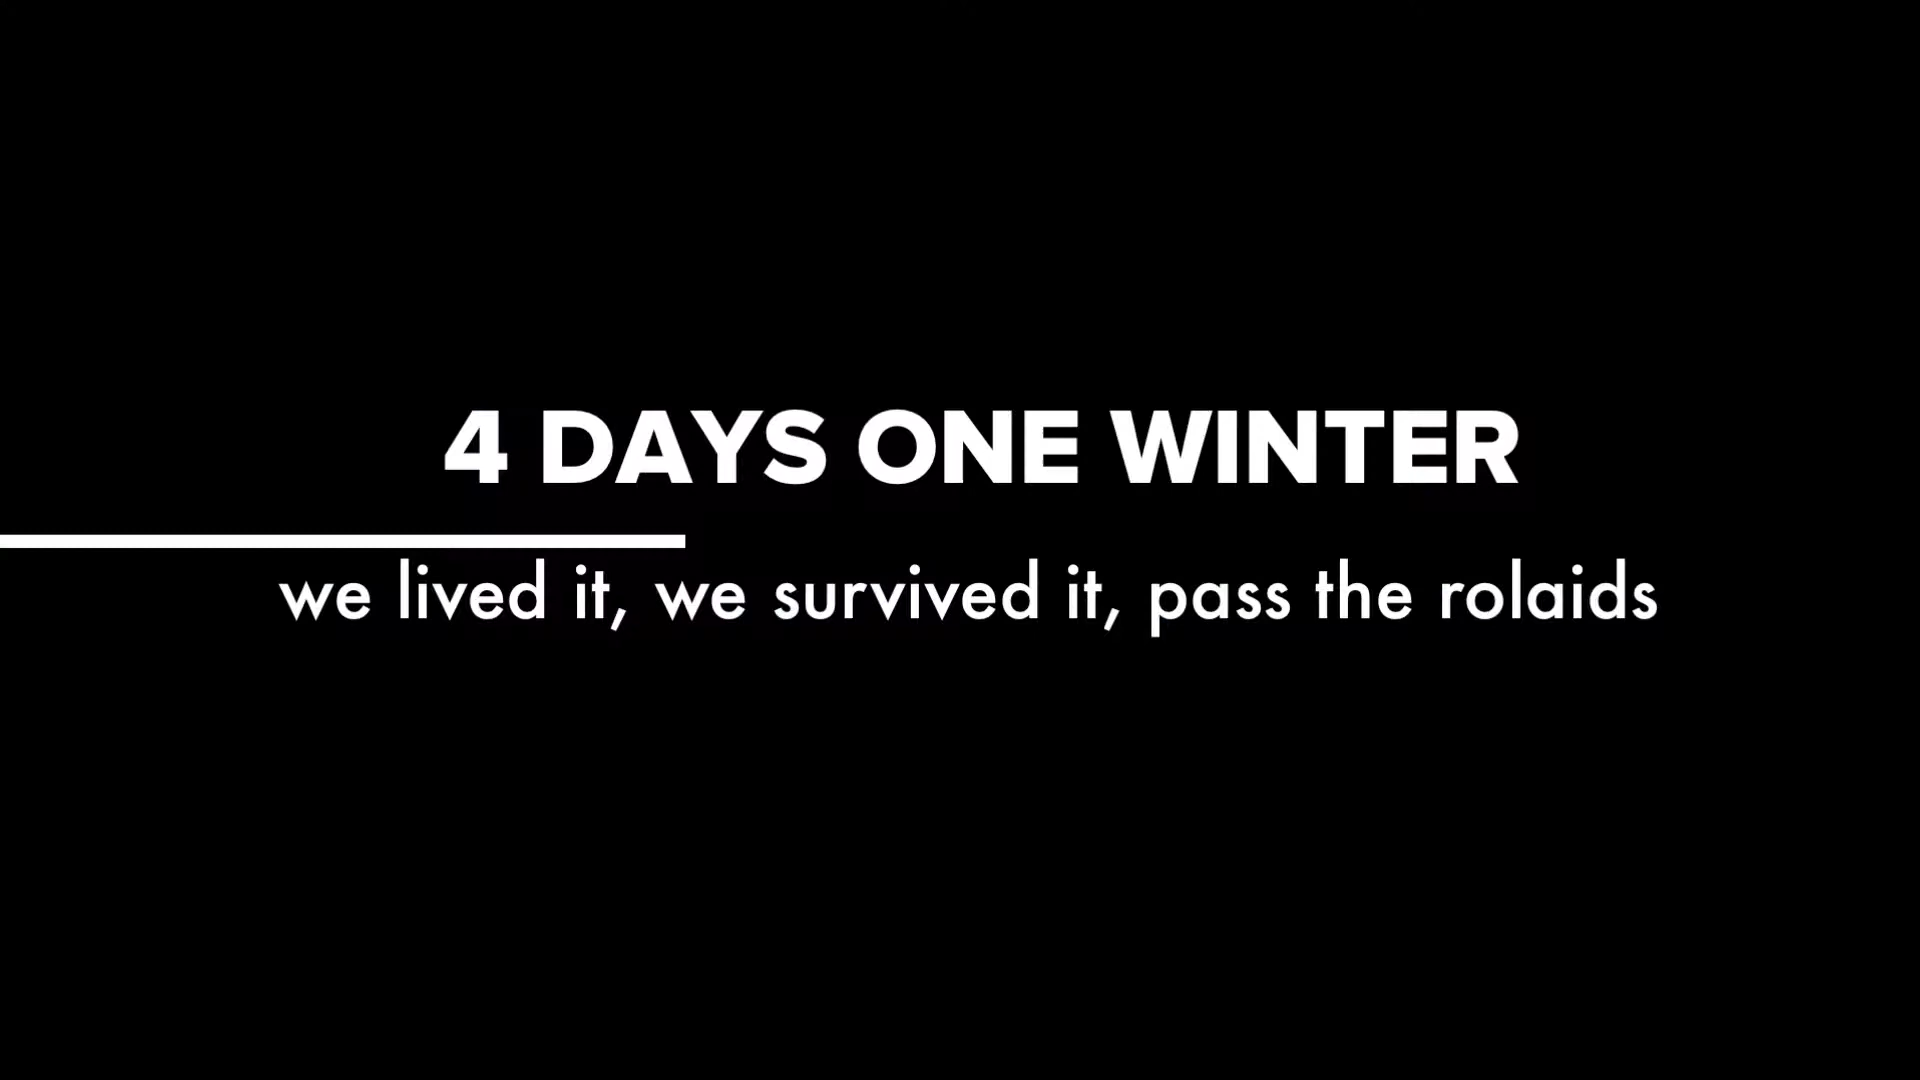 4 DAYS ONE WINTER
we lived it, we survived it, pass the rolaids